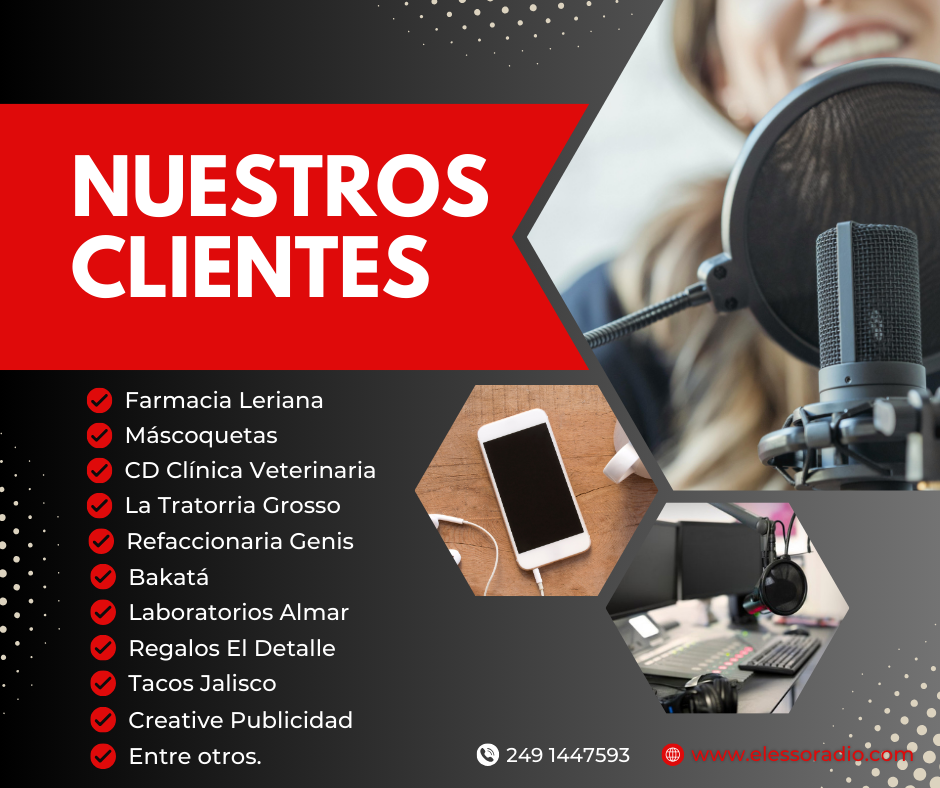 NUESTROS
CLIENTES
Farmacia Leriana
Máscoquetas
CD Clínica Veterinaria
La Tratorria Grosso
Refaccionaria Genis
Bakatá
Laboratorios Almar
Regalos El Detalle
Tacos Jalisco
Creative Publicidad
Entre otros.
249 1447593
www.elessoradio.com